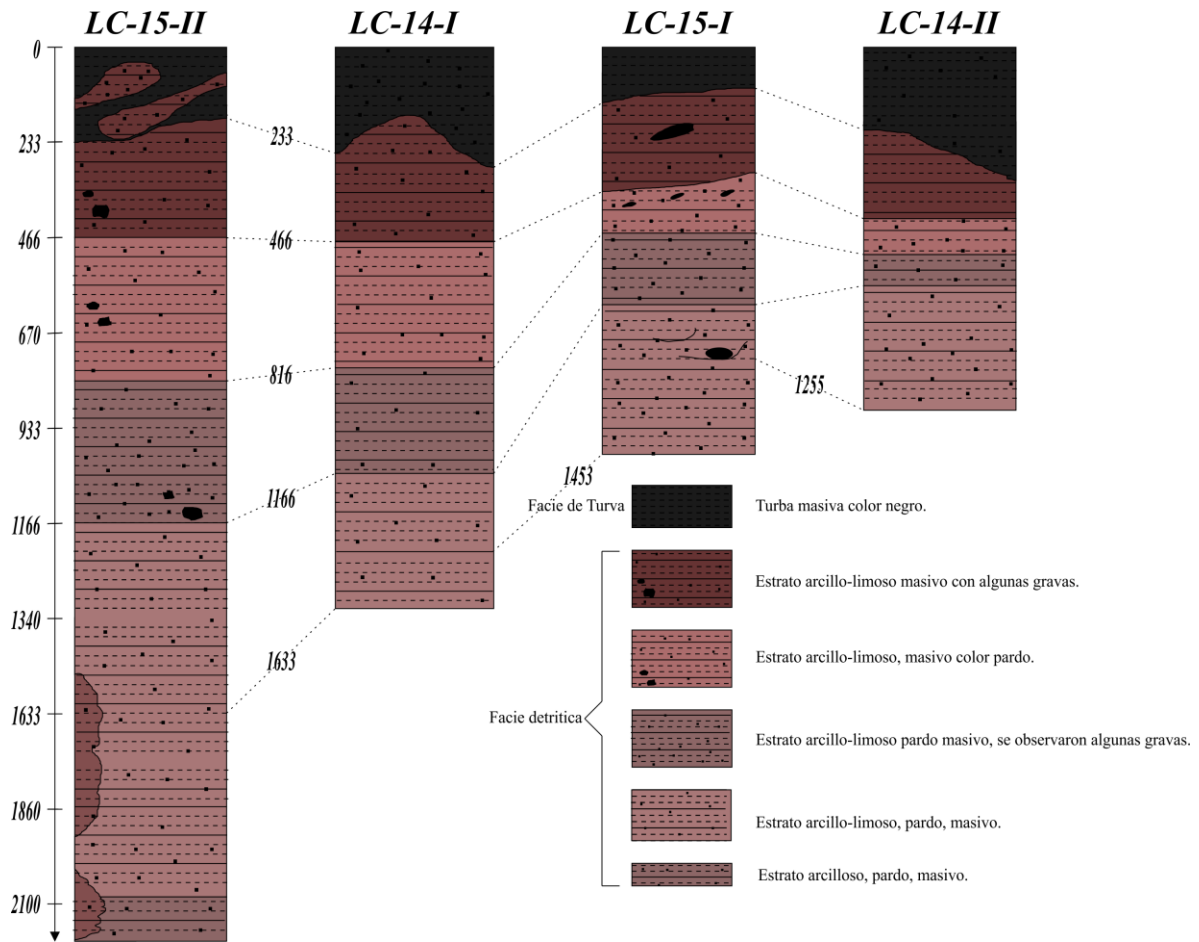 LC-15-II
LC-14-I
LC-15-I
LC-14-II
0
233
466
670
933
1166
1340
1633
1860
2100
233
466
816
1166
1633
1453
1255
Facie de Turva
Turba masiva color negro.
Estrato arcillo-limoso masivo con algunas gravas.
Estrato arcillo-limoso, masivo color pardo.
Facie detritica
Estrato arcillo-limoso pardo masivo, se observaron algunas gravas.
Estrato arcillo-limoso, pardo, masivo.
Estrato arcilloso, pardo, masivo.